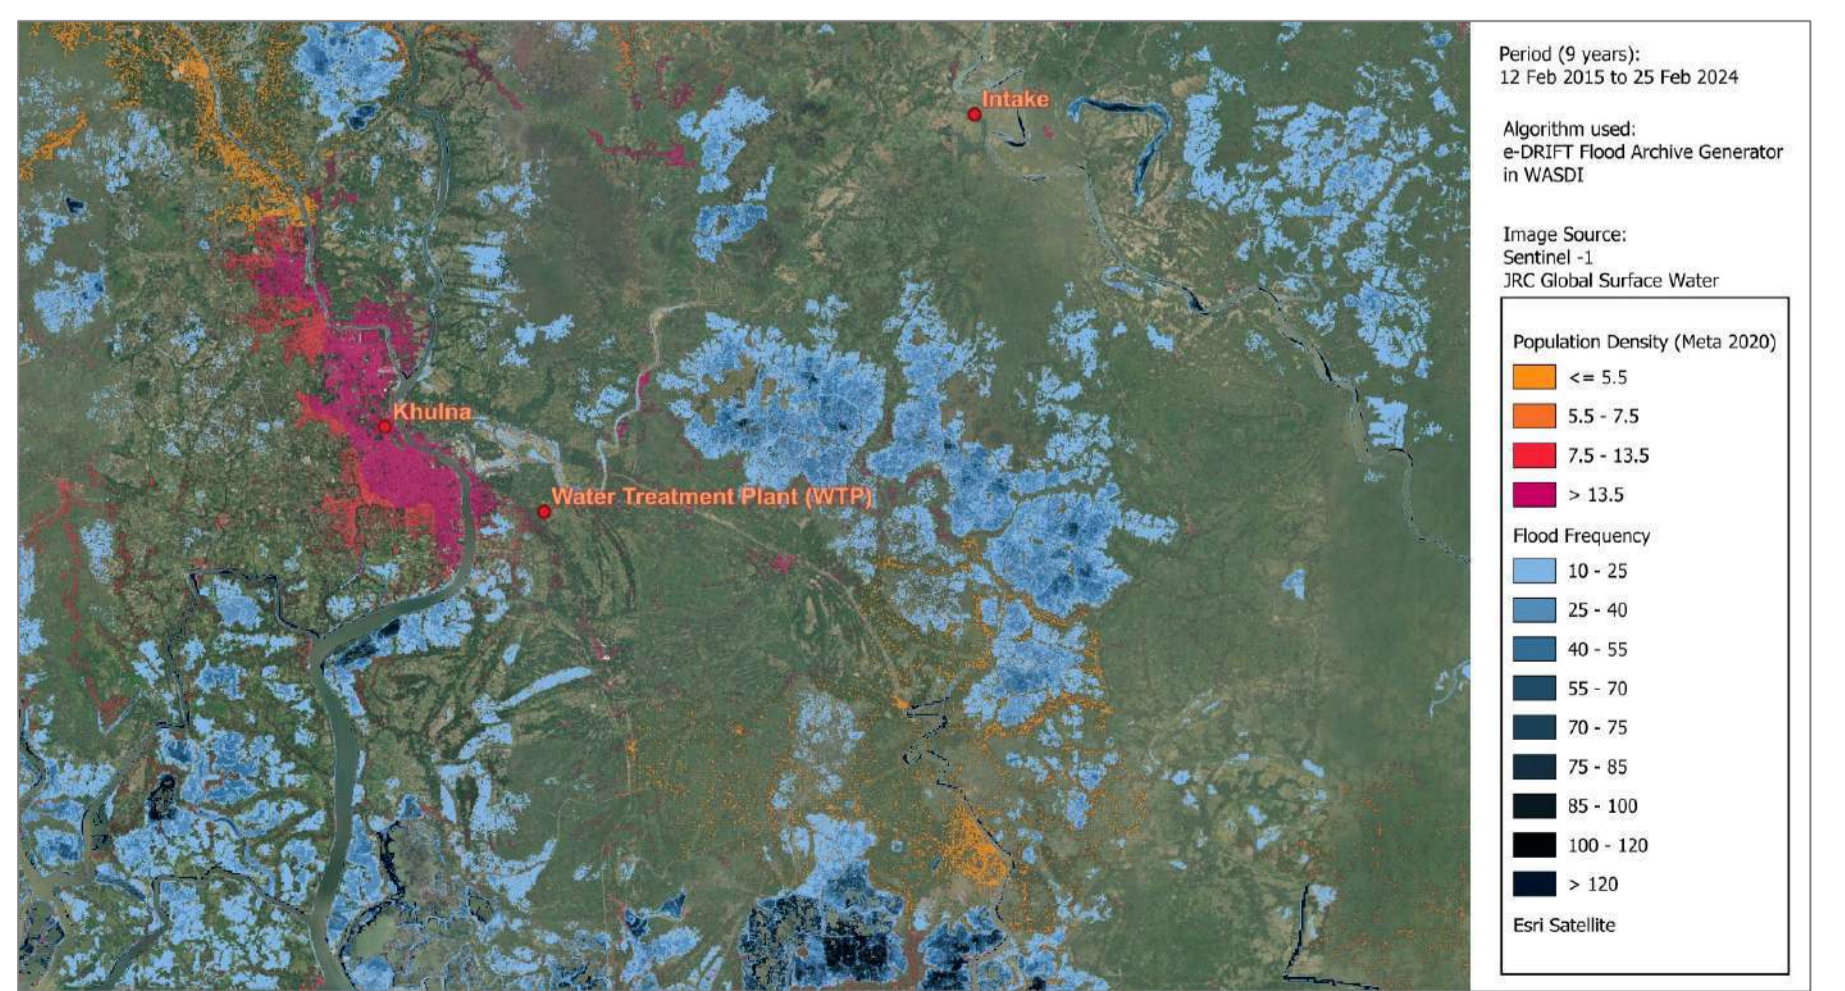 Intake
Khulna
Water Treatment Plant (WTP)
Period (9 years):
12 Feb 2015 to 25 Feb 2024
Algorithm used:
e-DRIFT Flood Archive Generator
in WASDI
Image Source:
Sentinel -1
JRC Global Surface Water
Population Density (Meta 2020)
<= 5.5
5.5 - 7.5
7.5 - 13.5
> 13.5
Flood Frequency
10 - 25
25 - 40
40 - 55
55 - 70
70 - 75
75 - 85
85 - 100
100 - 120
> 120
Esri Satellite